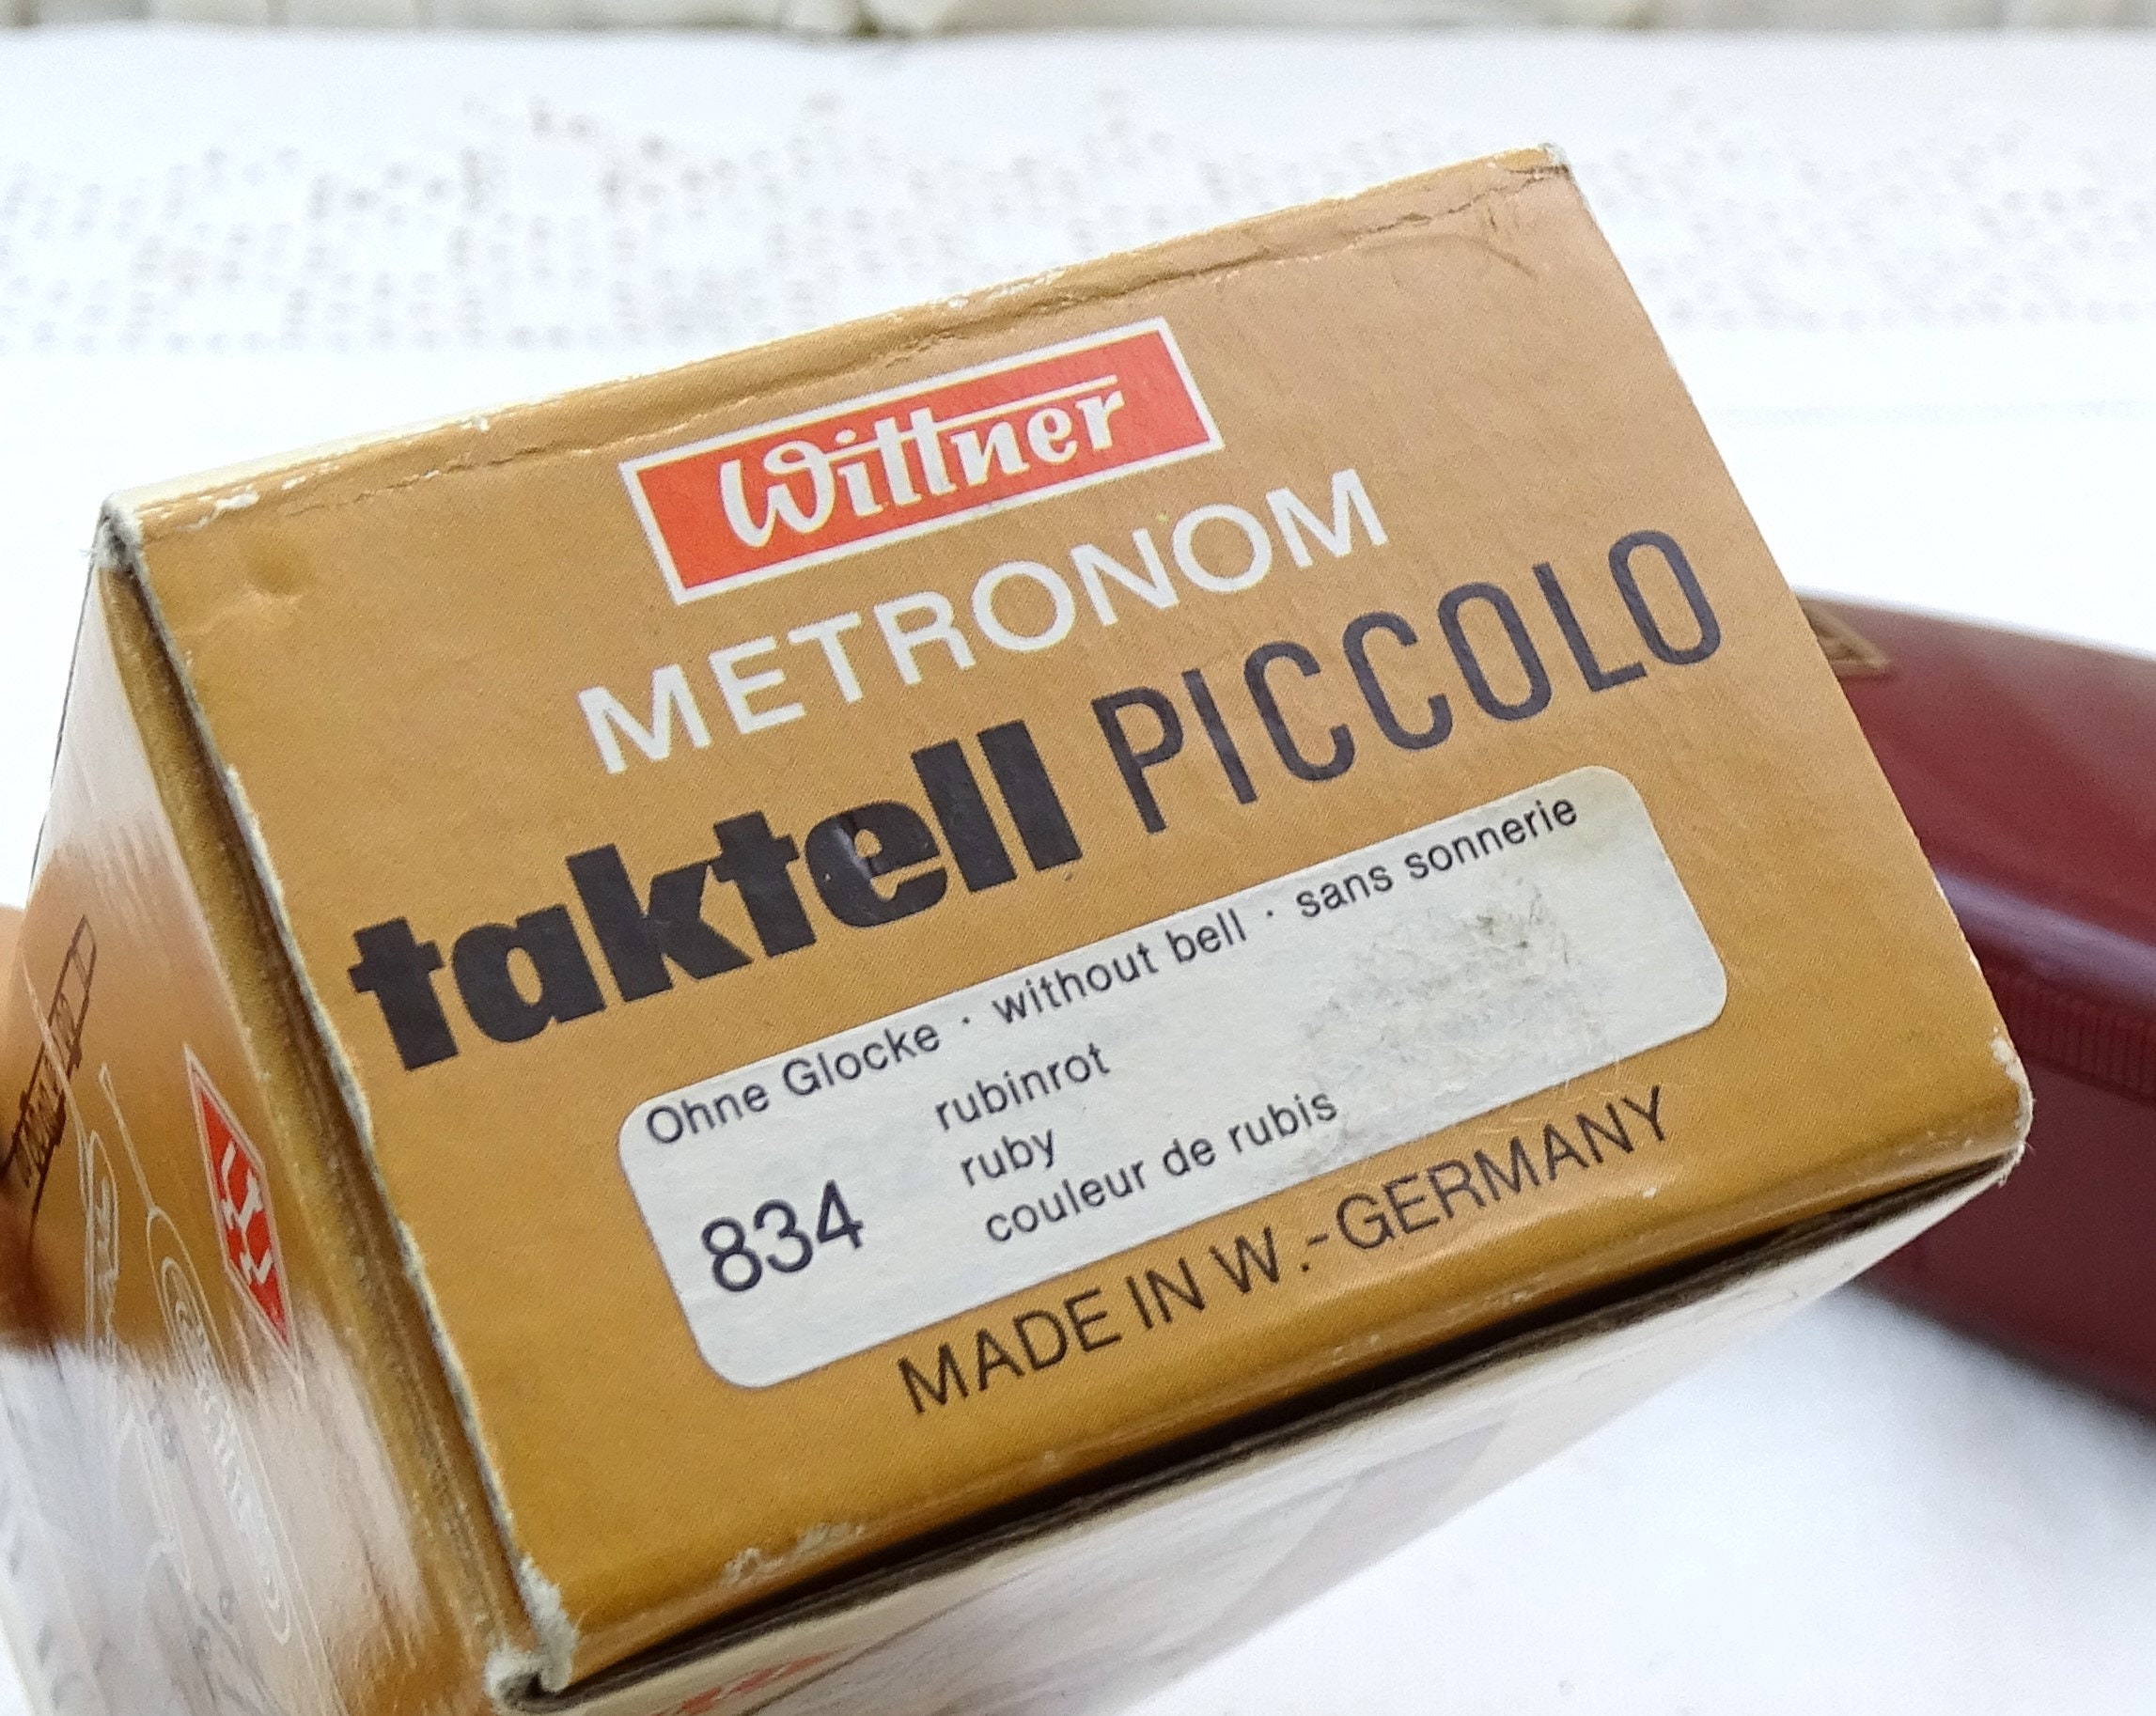 Wittner
METRONOM
taktell PICCOLO
Ohne Glocke · without bell · sans sonnerie
rubinrot
834 ruby
couleur de rubis
MADE IN W.-GERMANY